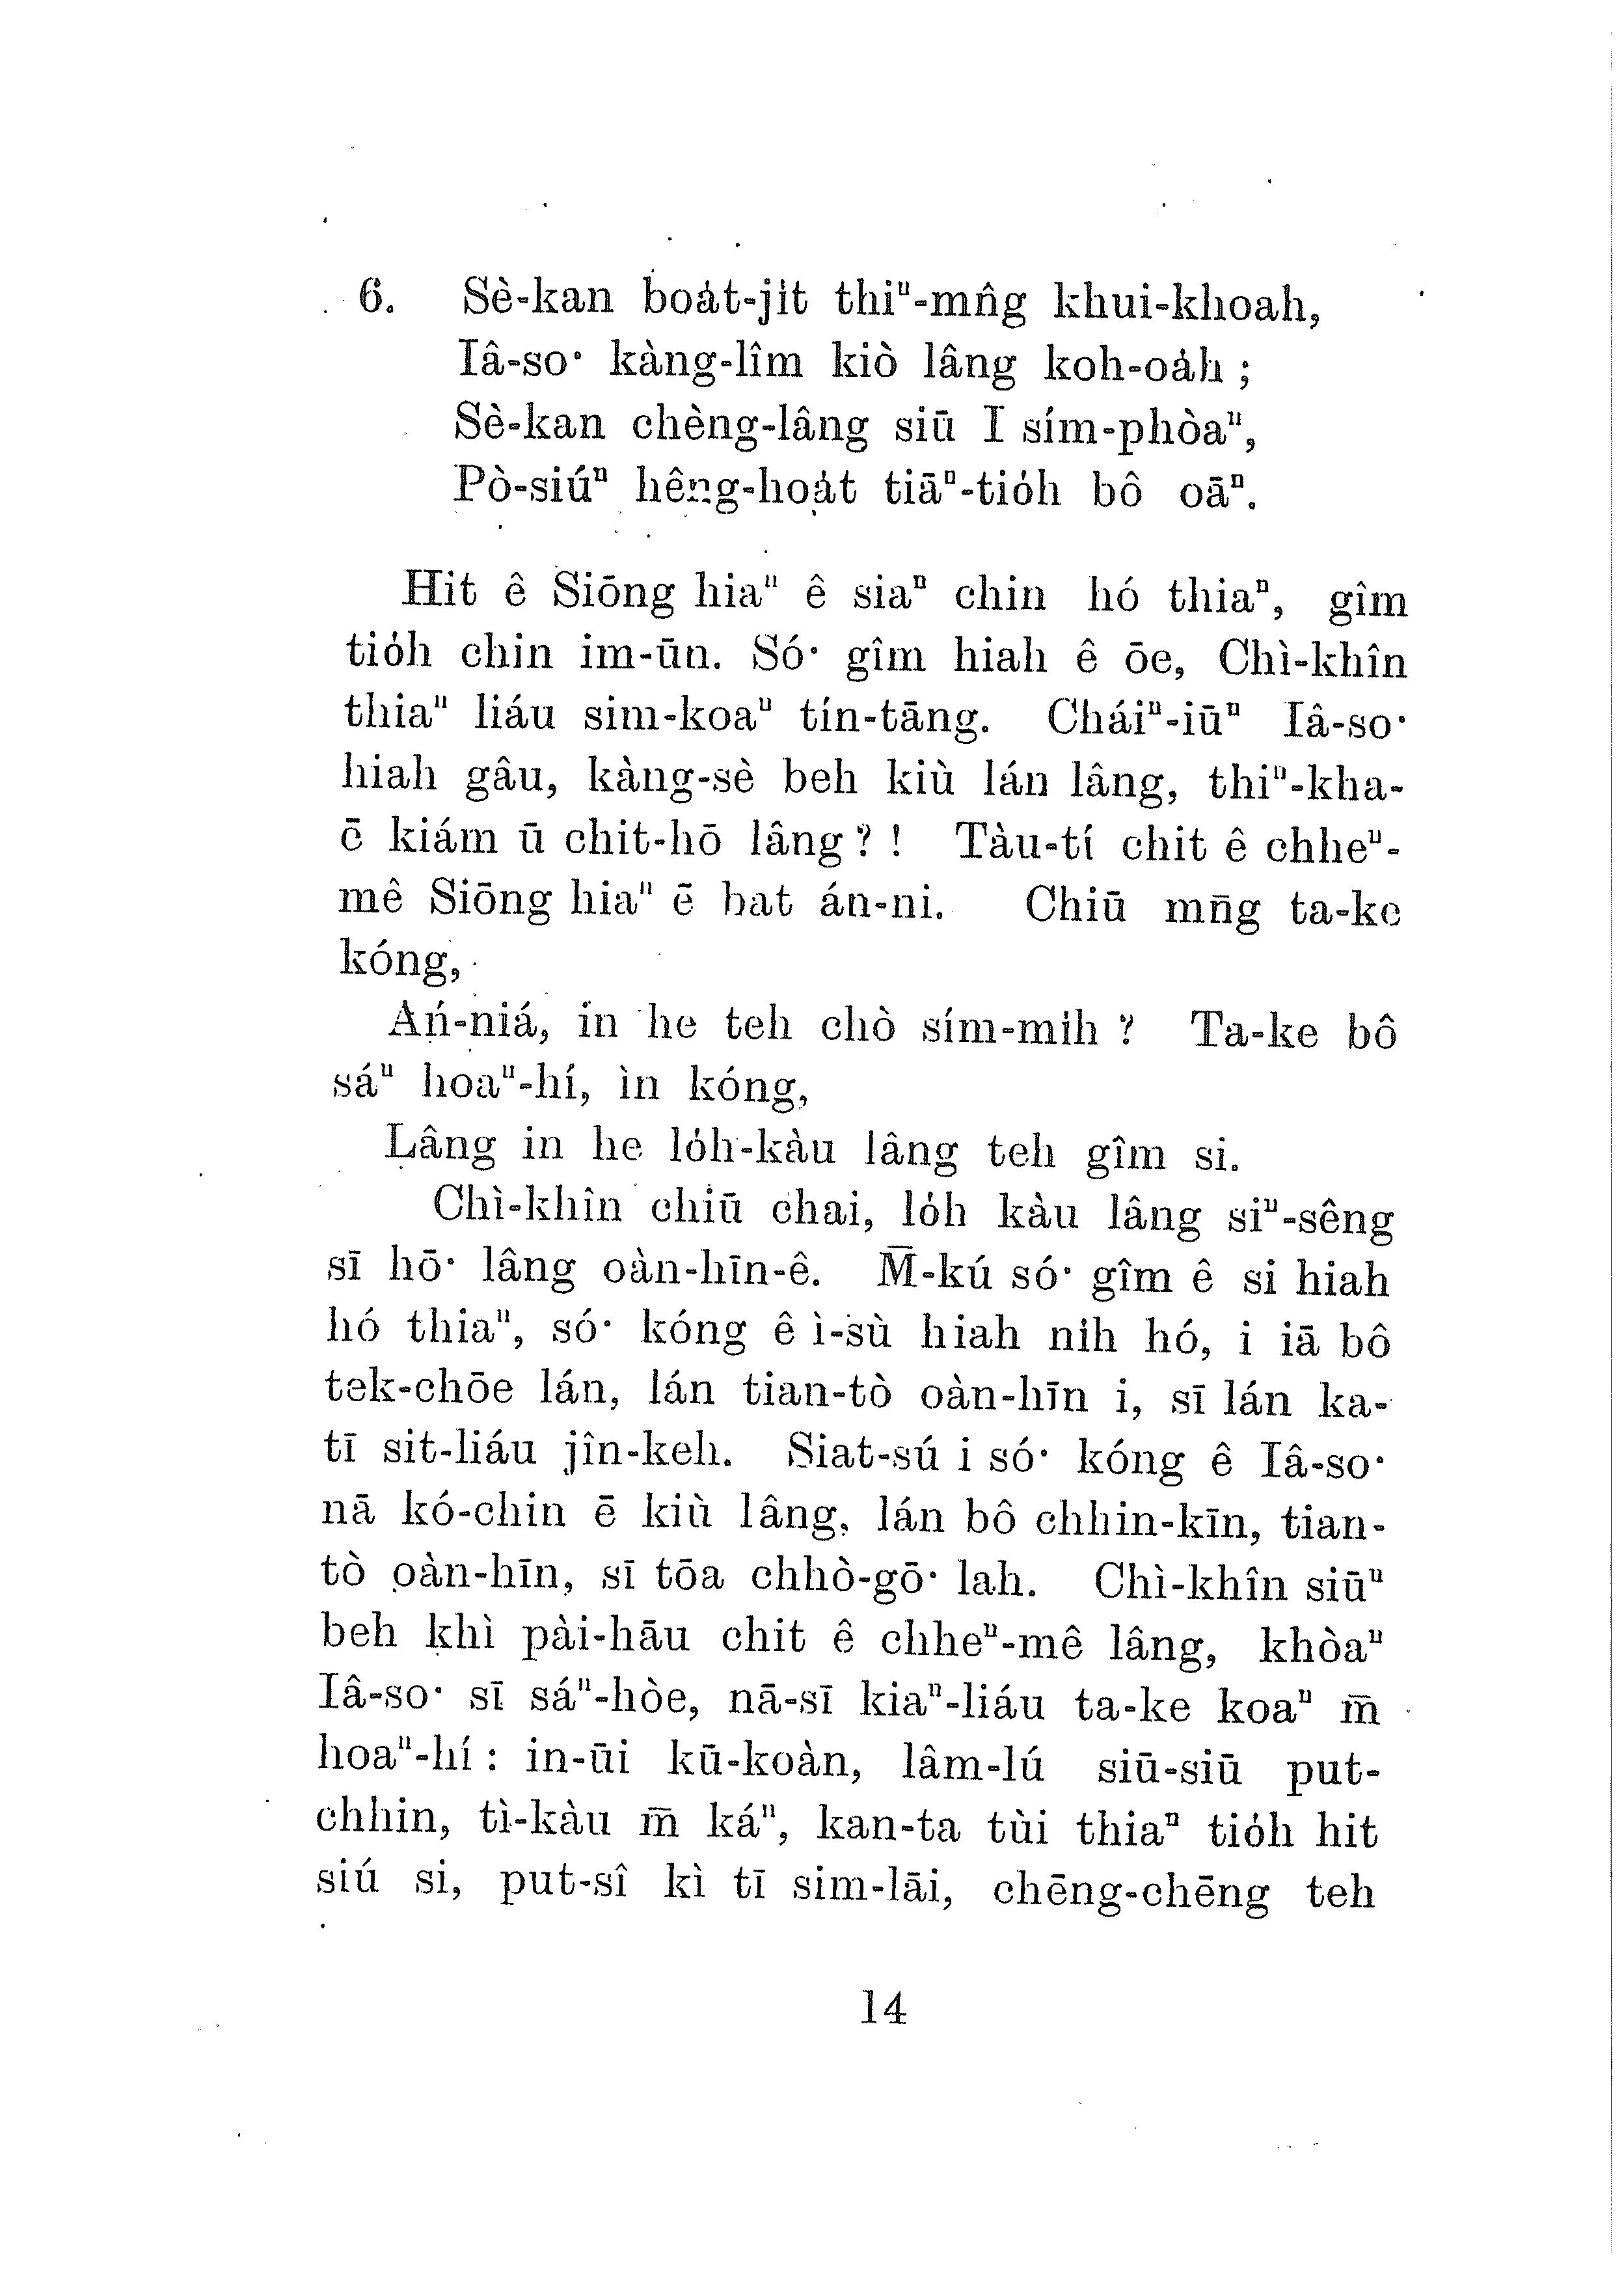 6. Sè-kan boa̍t-ji̍t thiⁿ-mn̂g khui-khoah,
Iâ-so· kàng-lîm kiò lâng koh-oa̍h ;
Sè-kan chèng-lâng siū I sím-phòaⁿ,
Pò-siúⁿ hêng-hoa̍t tiāⁿ-tio̍h bô oāⁿ.
Hit ê Siōng hiaⁿ ê siaⁿ chin hó thiaⁿ, gîm
tio̍h chin im-ūn. Só· gîm hiah ê ōe, Chì-khîn
thiaⁿ liáu sim-koaⁿ tín-tāng. Cháiⁿ-iūⁿ Iâ-so·
hiah gâu, kàng-sè beh kiù lán lâng, thiⁿ-kha-
ē kiám ū chit-hō lâng ? ! Tàu-tí chit ê chheⁿ-
mê Siōng hiaⁿ ē bat án-ni. Chiū mn̄g ta-ke
kóng,
Ań-niá, in he teh chò sím-mih ? Ta-ke bô
sáⁿ hoaⁿ-hí, ìn kóng,
Lâng in he lo̍h-kàu lâng teh gîm si.
Chì-khîn chiū chai, lo̍h kàu lâng siⁿ-sêng
sī hō· lâng oàn-hīn-ê. M̄-kú só· gîm ê si hiah
hó thiaⁿ, só· kóng ê ì-sù hiah ni̍h hó, i iā bô
tek-chōe lán, lán tian-tò oàn-hīn i, sī lán ka-
tī sit-liáu jîn-keh. Siat-sú i só· kóng ê Iâ-so·
nā kó-chin ē kiù lâng, lán bô chhin-kīn, tian-
tò oàn-hīn, sī tōa chhò-gō· lah. Chì-khîn siūⁿ
beh khì pài-hāu chit ê chheⁿ-mê lâng, khòaⁿ
Iâ-so· sī sáⁿ-hòe, nā-sī kiaⁿ-liáu ta-ke koaⁿ m̄
hoaⁿ-hí : in-ūi kū-koàn, lâm-lú siū-siū put-
chhin, tì-kàu m̄ káⁿ, kan-ta tùi thiaⁿ tio̍h hit
siú si, put-sî kì tī sim-lāi, chēng-chēng teh
14